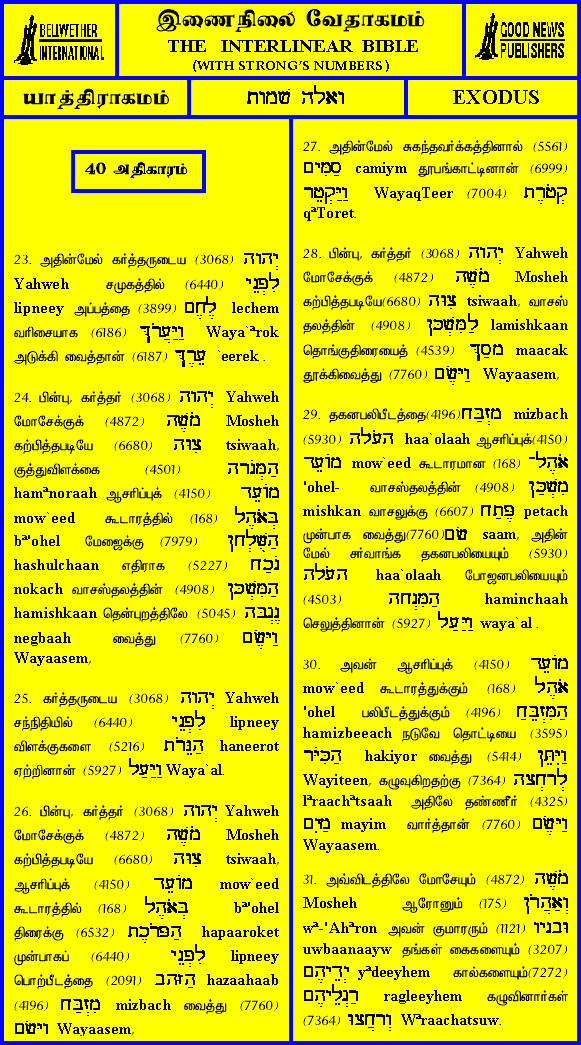 BELLWETHER
INTERNATIONAL
இணைநிலை வேதாகமம்
THE INTERLINEAR BIBLE
(WITH STRONG'S NUMBERS)
GOOD NEWS
PUBLISHERS
யாத்திராகமம்
ואלה שמות
EXODUS
40 அதிகாரம்
23. அதின்மேல் கர்த்தருடைய (3068) יְהוָה
Yahweh சமுகத்தில் (6440) לִפְנֵי
lipneey அப்பத்தை (3899) לֶחֶם lechem
வரிசையாக (6186) וַיַּעֲרֹךְ Waya`ªrok
அடுக்கி வைத்தான் (6187) עֵרֶךְ `eerek .
24. பின்பு, கர்த்தர் (3068) יְהוָה Yahweh
மோசேக்குக் (4872) מֹשֶׁה Mosheh
கற்பித்தபடியே (6680) צִוָּה tsiwaah,
குத்துவிளக்கை (4501) הַמְּנֹרָה
hamªnoraah ஆசரிப்புக் (4150) מוֹעֵד
mow`eed கூடாரத்தில் (168) בְּאֹהֶל
bª'ohel மேஜைக்கு (7979) הַשֻּׁלְחָן
hashulchaan எதிராக (5227) נֹכַח
nokach வாசஸ்தலத்தின் (4908) הַמִּשְׁכָּן
hamishkaan தென்புறத்திலே (5045) נֶגְבָּה
negbaah வைத்து (7760) וַיָּשֶׂם
Wayaasem,
25. கர்த்தருடைய (3068) יְהוָה Yahweh
சந்நிதியில் (6440) לִפְנֵי lipneey
விளக்குகளை (5216) הַנֵּרֹת haneerot
ஏற்றினான் (5927) וַיַּעַל Waya`al.
26. பின்பு, கர்த்தர் (3068) יְהוָה Yahweh
மோசேக்குக் (4872) מֹשֶׁה Mosheh
கற்பித்தபடியே (6680) צִוָּה tsiwaah,
ஆசரிப்புக் (4150) מוֹעֵד mow`eed
கூடாரத்தில் (168) בְּאֹהֶל bª'ohel
திரைக்கு (6532) הַפָּרֹכֶת hapaaroket
முன்பாகப் (6440) לִפְנֵי lipneey
பொற்பீடத்தை (2091) הַזָּהָב hazaahaab
(4196) מִזְבַּח mizbach வைத்து (7760)
וַיָּשֶׂם Wayaasem,
27. அதின்மேல் சுகந்தவர்க்கத்தினால் (5561)
סַמִּים camiym தூபங்காட்டினான் (6999)
וַיַּקְטֵר WayaqTeer (7004) קְטֹרֶת
qªToret.
28. பின்பு, கர்த்தர் (3068) יְהוָה Yahweh
மோசேக்குக் (4872) מֹשֶׁה Mosheh
கற்பித்தபடியே(6680) צִוָּה tsiwaah, வாசஸ்
தலத்தின் (4908) לַמִּשְׁכָּן lamishkaan
தொங்குதிரையைத் (4539) מָסַךְ maacak
தூக்கிவைத்து (7760) וַיָּשֶׂם Wayaasem,
29. தகனபலிபீடத்தை(4196) מִזְבַּח mizbach
(5930) הָעֹלָה haa`olaah ஆசரிப்புக்(4150)
מוֹעֵד mow`eed கூடாரமான (168) אֹהֶל־
'ohel- வாசஸ்தலத்தின் (4908) מִשְׁכַּן
mishkan வாசலுக்கு (6607) פֶּתַח petach
முன்பாக வைத்து(7760) שָׂם saam, அதின்
மேல் சர்வாங்க தகனபலியையும் (5930)
הָעֹלָה haa`olaah போஜனபலியையும்
(4503) הַמִּנְחָה haminchaah
செலுத்தினான் (5927) וַיַּעַל waya`al .
30. அவன் ஆசரிப்புக் (4150) מוֹעֵד
mow`eed கூடாரத்துக்கும் (168) אֹהֶל
'ohel பலிபீடத்துக்கும் (4196) הַמִּזְבֵּחַ
hamizbeeach நடுவே தொட்டியை (3595)
הַכִּיֹּר hakiyor வைத்து (5414) וַיִּתֵּן
Wayiteen, கழுவுகிறதற்கு (7364) לְרָחְצָה
lªraachªtsaah அதிலே தண்ணீர் (4325)
מַיִם mayim வார்த்தான் (7760) וַיָּשֶׂם
Wayaasem.
31. அவ்விடத்திலே மோசேயும் (4872) מֹשֶׁה
Mosheh ஆரோனும் (175) וְאַהֲרֹן
wª-'Ahªron அவன் குமாரரும் (1121) וּבָנָיו
uwbaanaayw தங்கள் கைகளையும் (3207)
יְדֵיהֶם yªdeeyhem கால்களையும்(7272)
רַגְלֵיהֶם ragleeyhem கழுவினார்கள்
(7364) וְרָחֲצוּ Wªraachatsuw.